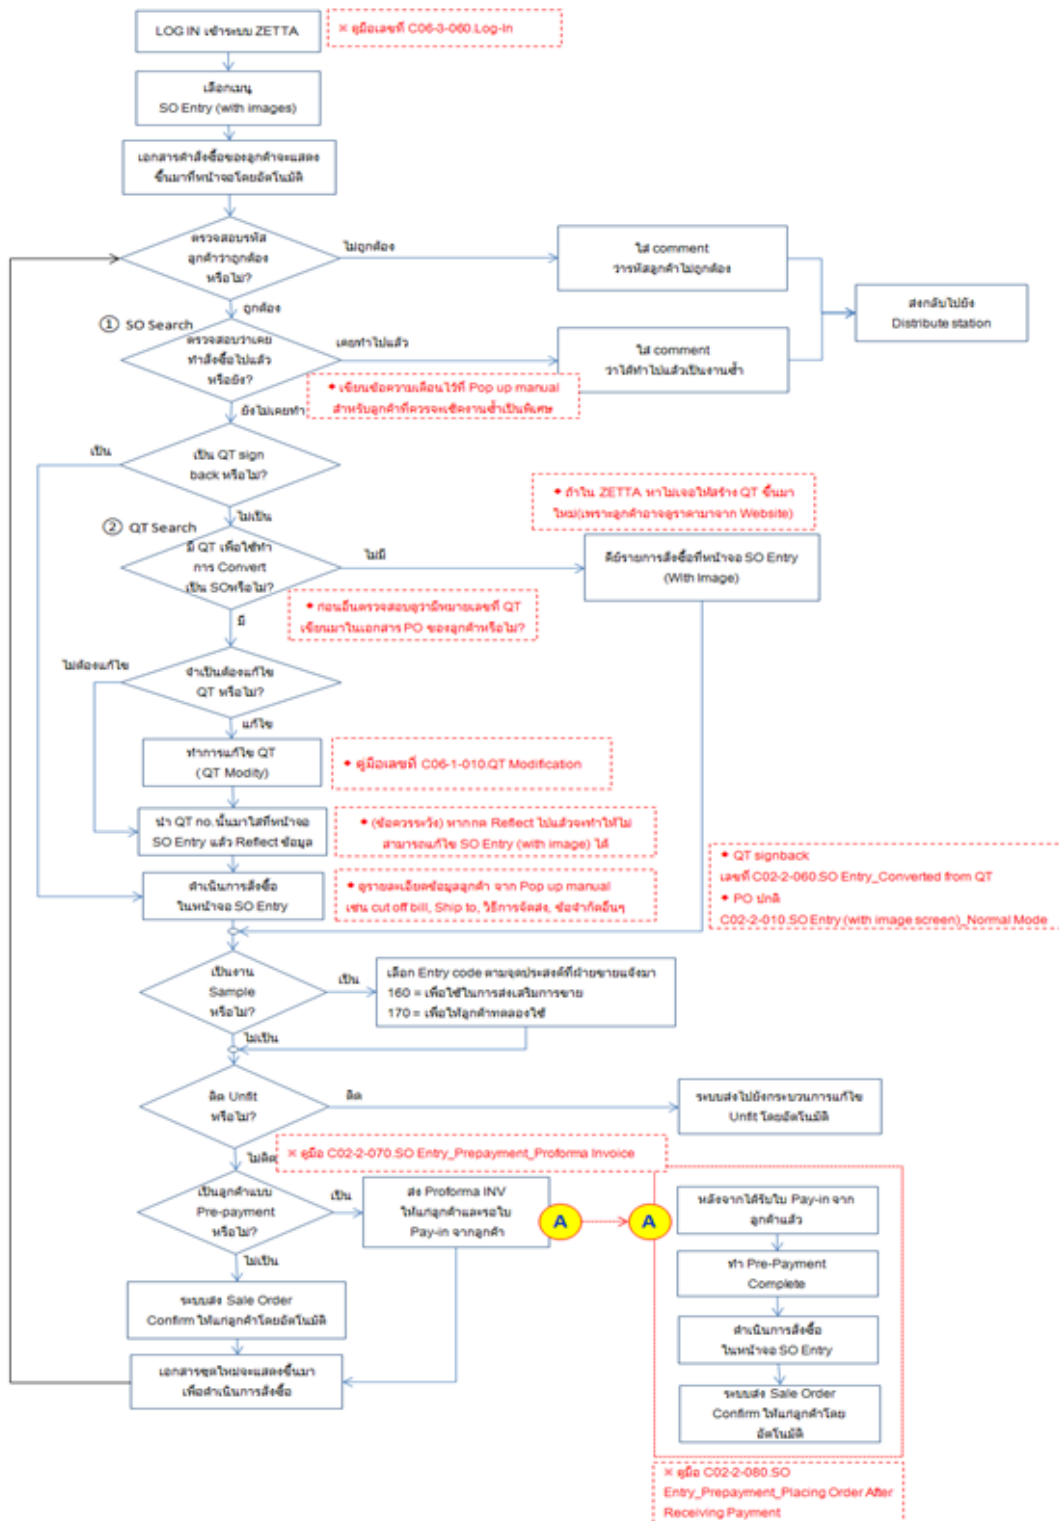 LOG IN เข้าระบบ ZETTA
※ คู่มือเลขที่ C06-3-060.Log-In
เลือกเมนู
SO Entry (with images)
เอกสารคำสั่งซื้อของลูกค้าจะแสดง
ขึ้นมาที่หน้าจอโดยอัตโนมัติ
ตรวจสอบรหัส
ลูกค้าว่าถูกต้อง
หรือไม่?
ไม่ถูกต้อง
ใส่ comment
ว่ารหัสลูกค้าไม่ถูกต้อง
ส่งกลับไปยัง
Distribute station
ถูกต้อง
① SO Search
ตรวจสอบว่าเคย
ทำสั่งซื้อไปแล้ว
หรือยัง?
เคยทำไปแล้ว
ใส่ comment
ว่าได้ทำไปแล้วเป็นงานซ้ำ
✦ เขียนข้อความเตือนไว้ที่ Pop up manual
สำหรับลูกค้าที่ควรจะเช็คงานซ้ำเป็นพิเศษ
ยังไม่เคยทำ
เป็น
เป็น QT sign
back หรือไม่?
✦ ถ้าใน ZETTA หาไม่เจอให้สร้าง QT ขึ้นมา
ใหม่(เพราะลูกค้าอาจดูราคามาจาก Website)
ไม่เป็น
② QT Search
มี QT เพื่อใช้ทำ
การ Convert
เป็น SOหรือไม่?
ไม่มี
คีย์รายการสั่งซื้อที่หน้าจอ SO Entry
(With Image)
✦ ก่อนอื่นตรวจสอบดูว่ามีหมายเลขที่ QT
เขียนมาในเอกสาร PO ของลูกค้าหรือไม่?
มี
ไม่ต้องแก้ไข
จำเป็นต้องแก้ไข
QT หรือไม่?
แก้ไข
ทำการแก้ไข QT
( QT Modity)
✦ คู่มือเลขที่ C06-1-010.QT Modification
นำ QT no.นั้นมาใส่ที่หน้าจอ
SO Entry แล้ว Reflect ข้อมูล
✦ (ข้อควรระวัง) หากกด Reflect ไปแล้วจะทำให้ไม่
สามารถแก้ไข SO Entry (with image) ได้
✦ QT signback
เลขที่ C02-2-060.SO Entry_Converted from QT
✦ PO ปกติ
C02-2-010.SO Entry (with image screen)_Normal Mode
ดำเนินการสั่งซื้อ
ในหน้าจอ SO Entry
✦ ดูรายละเอียดข้อมูลลูกค้า จาก Pop up manual
เช่น cut off bill, Ship to, วิธีการจัดส่ง, ข้อจำกัดอื่นๆ
เป็นงาน
Sample
หรือไม่?
เป็น
เลือก Entry code ตามจุดประสงค์ที่ฝ่ายขายแจ้งมา
160 = เพื่อใช้ในการส่งเสริมการขาย
170 = เพื่อให้ลูกค้าทดลองใช้
ไม่เป็น
ติด Unfit
หรือไม่?
ติด
ระบบส่งไปยังกระบวนการแก้ไข
Unfit โดยอัตโนมัติ
ไม่ติด
※ คู่มือ C02-2-070.SO Entry_Prepayment_Proforma Invoice
เป็นลูกค้าแบบ
Pre-payment
หรือไม่?
เป็น
ส่ง Proforma INV
ให้แก่ลูกค้าและรอใบ
Pay-in จากลูกค้า
A
A
หลังจากได้รับใบ Pay-in จาก
ลูกค้าแล้ว
ทำ Pre-Payment
Complete
ดำเนินการสั่งซื้อ
ในหน้าจอ SO Entry
ระบบส่ง Sale Order
Confirm ให้แก่ลูกค้าโดย
อัตโนมัติ
ไม่เป็น
ระบบส่ง Sale Order
Confirm ให้แก่ลูกค้าโดยอัตโนมัติ
เอกสารชุดใหม่จะแสดงขึ้นมา
เพื่อดำเนินการสั่งซื้อ
※ คู่มือ C02-2-080.SO
Entry_Prepayment_Placing Order After
Receiving Payment